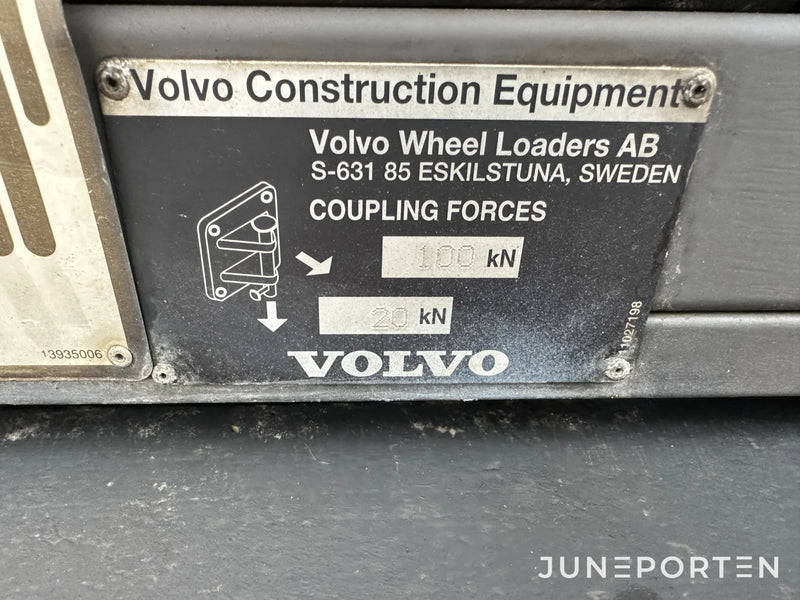 Volvo Construction Equipment
Volvo Wheel Loaders AB
S-631 85 ESKILSTUNA, SWEDEN
COUPLING FORCES
100 kN
20 kN
VOLVO
11027198
13935006
JUNEPORTEN